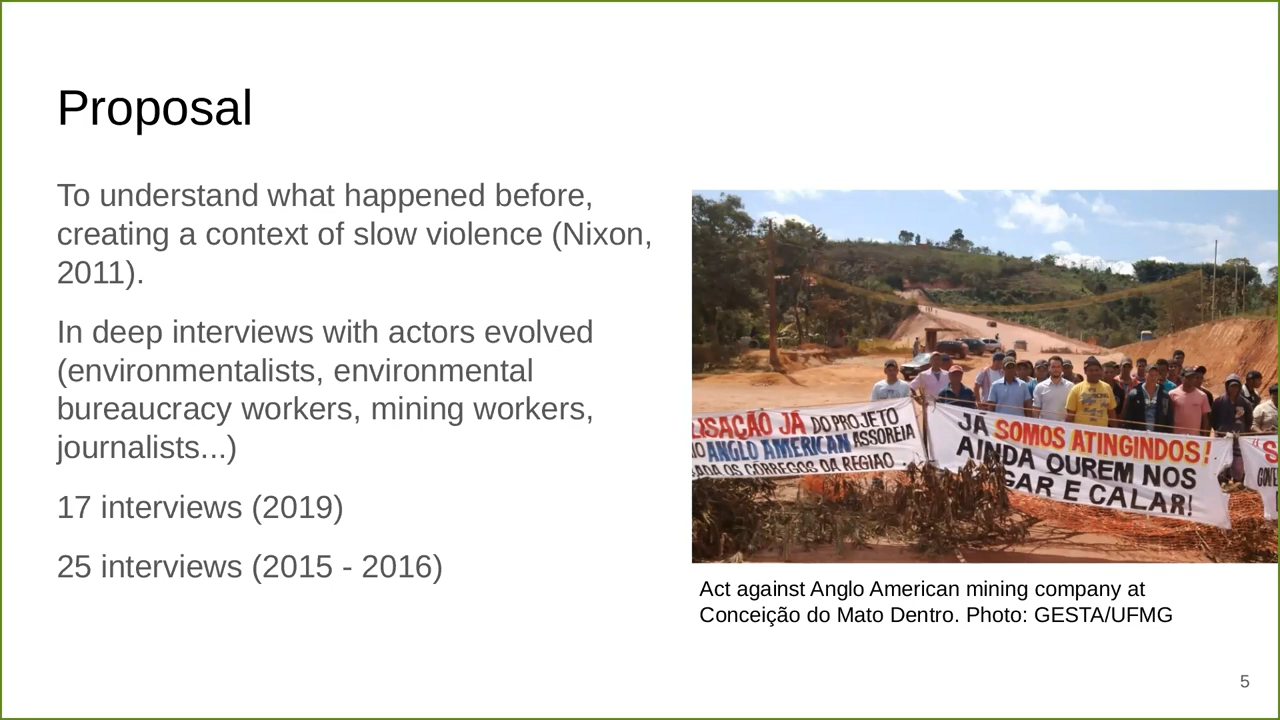 Proposal
To understand what happened before,
creating a context of slow violence (Nixon,
2011).
In deep interviews with actors evolved
(environmentalists, environmental
bureaucracy workers, mining workers,
journalists...)
17 interviews (2019)
25 interviews (2015 - 2016)
LISAÇÃO JÁ DO PROJETO
ANGLO AMERICAN ASSOREIA
OS CÓRREGOS DA REGIAO
JÁ SOMOS ATINGINDOS!
AINDA QUREM NOS
GAR E CALAR!
Act against Anglo American mining company at
Conceição do Mato Dentro. Photo: GESTA/UFMG
5